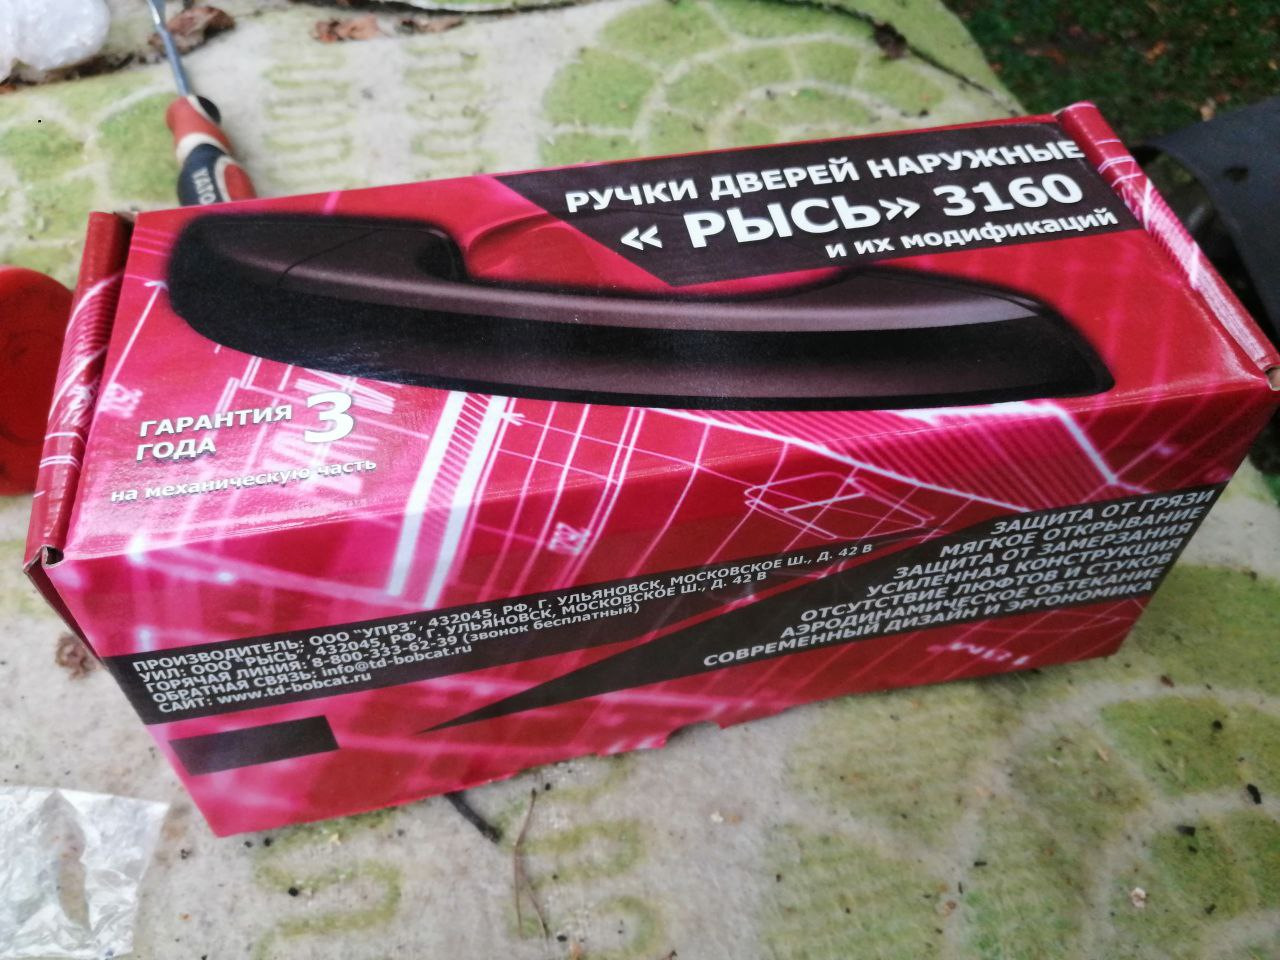 РУЧКИ ДВЕРЕЙ НАРУЖНЫЕ
« РЫСЬ» 3160
и их модификаций
ГАРАНТИЯ 3
ГОДА
на механическую часть
ЗАЩИТА ОТ ГРЯЗИ
МЯГКОЕ ОТКРЫВАНИЕ
ЗАЩИТА ОТ ЗАМЕРЗАНИЯ
УСИЛЕННАЯ КОНСТРУКЦИЯ
ОТСУТСТВИЕ ЛЮФТОВ И СТУКОВ
АЭРОДИНАМИЧЕСКОЕ ОБТЕКАНИЕ
СОВРЕМЕННЫЙ ДИЗАЙН И ЭРГОНОМИКА
ПРОИЗВОДИТЕЛЬ: ООО "УПРЗ", 432045, РФ, Г. УЛЬЯНОВСК, МОСКОВСКОЕ Ш., Д. 42 В
УИЛ: ООО "РЫСЬ", 432045, РФ, Г. УЛЬЯНОВСК, МОСКОВСКОЕ Ш., Д. 42 В
ГОРЯЧАЯ ЛИНИЯ: 8-800-333-62-39 (звонок бесплатный)
ОБРАТНАЯ СВЯЗЬ: info@td-bobcat.ru
САЙТ: www.td-bobcat.ru
YATO